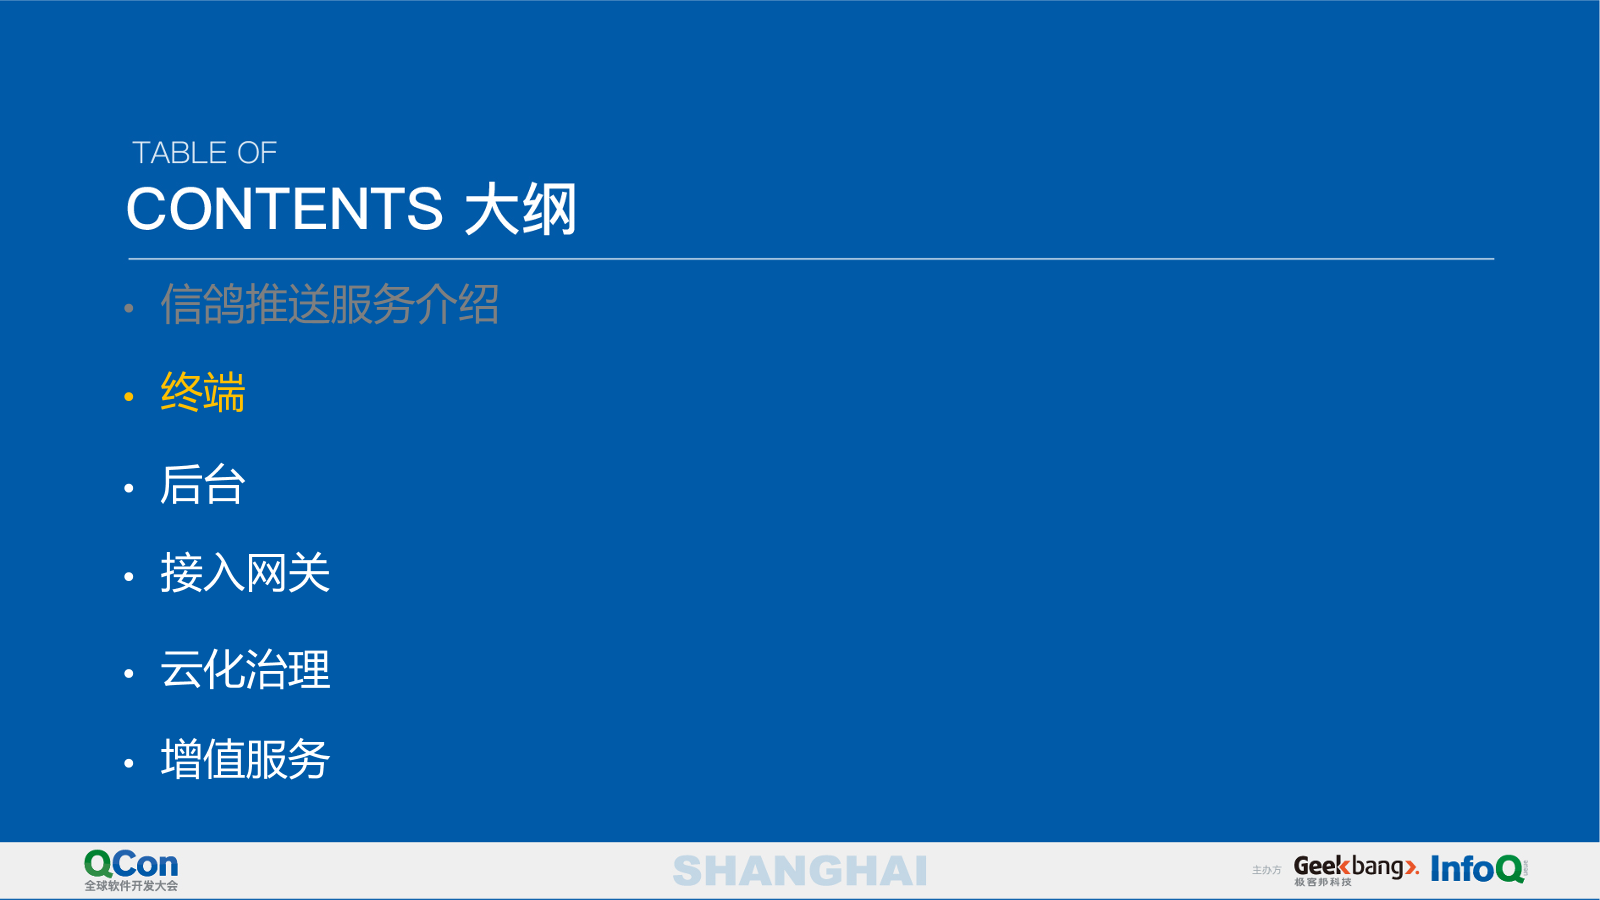 TABLE OF
CONTENTS 大纲
• 信鸽推送服务介绍
• 终端
• 后台
• 接入网关
• 云化治理
• 增值服务
QCon
全球软件开发大会
SHANGHAI
主办方
Geekbang>.
极客邦科技
InfoQ